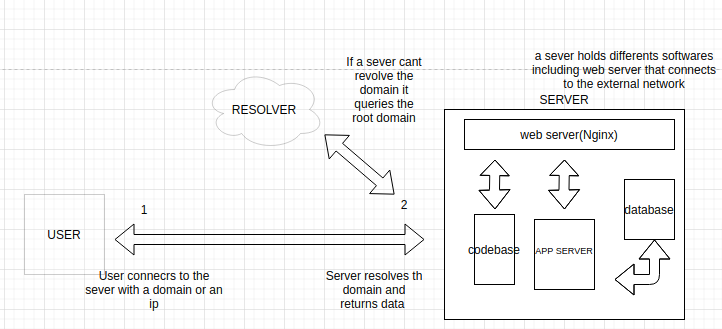 If a sever cant
revolve the
domain it
queries the
root domain
a sever holds differents softwares
including web server that connects
to the external network
RESOLVER
SERVER
web server(Nginx)
1
2
USER
database
codebase
APP SERVER
User connecrs to the
sever with a domain or an
ip
Server resolves th
domain and
returns data